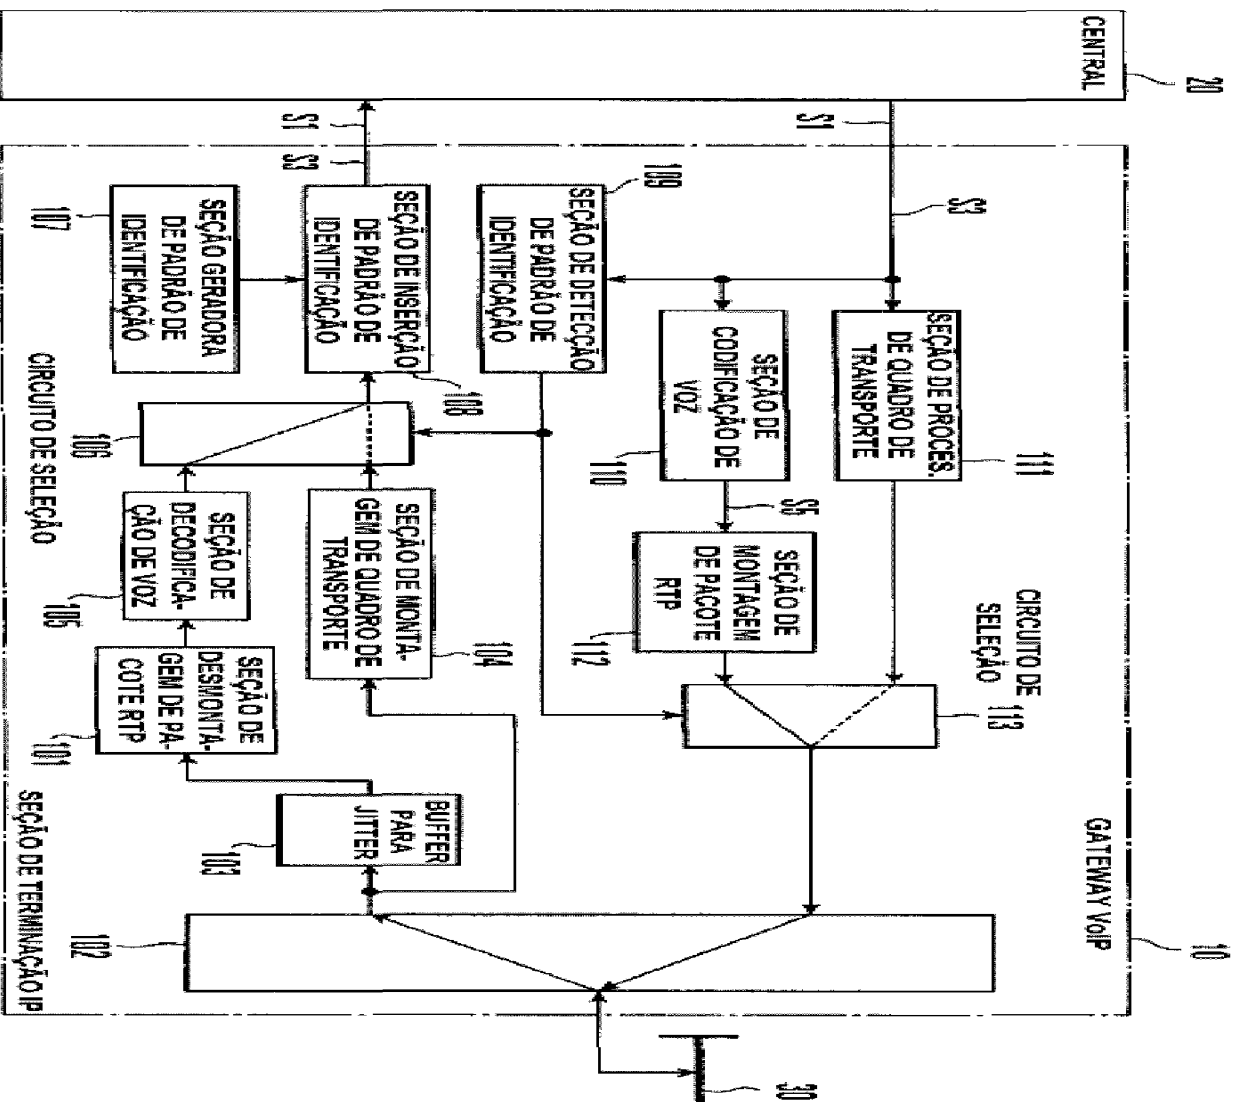 CENTRAL
20
S1
S1
S3
S3
109
107
SEÇÃO GERADORA
DE PADRÃO DE
IDENTIFICAÇÃO
SEÇÃO DE INSERÇÃO
DE PADRÃO DE
IDENTIFICAÇÃO
108
SEÇÃO DE DETECÇÃO
DE PADRÃO DE
IDENTIFICAÇÃO
SEÇÃO DE
CODIFICAÇÃO DE
VOZ
110
SEÇÃO DE PROCES.
DE QUADRO DE
TRANSPORTE
111
CIRCUITO DE SELEÇÃO
106
S5
SEÇÃO DE
DECODIFICA-
ÇÃO DE VOZ
105
SEÇÃO DE MONTA-
GEM DE QUADRO DE
TRANSPORTE
104
SEÇÃO DE
MONTAGEM
DE PACOTE
RTP
112
CIRCUITO DE
SELEÇÃO
113
SEÇÃO DE
DESMONTA-
GEM DE PA-
COTE RTP
101
BUFFER
PARA
JITTER
103
GATEWAY VoIP
10
SEÇÃO DE TERMINAÇÃO IP
102
30